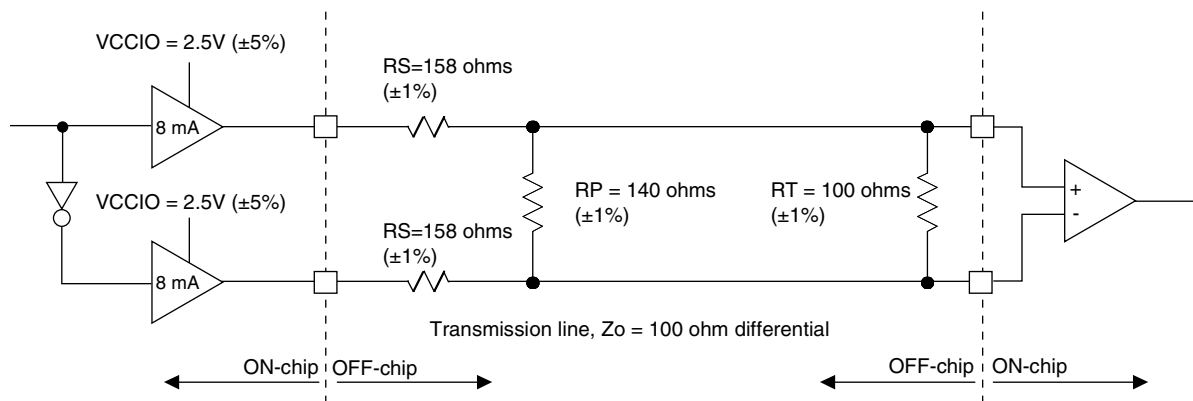 VCCIO = 2.5V (±5%)
RS=158 ohms
(±1%)
8 mA
VCCIO = 2.5V (±5%)
RP = 140 ohms
(±1%)
RT = 100 ohms
(±1%)
+
-
RS=158 ohms
(±1%)
8 mA
Transmission line, Zo = 100 ohm differential
ON-chip
OFF-chip
OFF-chip
ON-chip